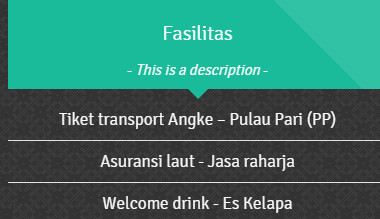 Fasilitas
- This is a description -
Tiket transport Angke – Pulau Pari (PP)
Asuransi laut - Jasa raharja
Welcome drink - Es Kelapa